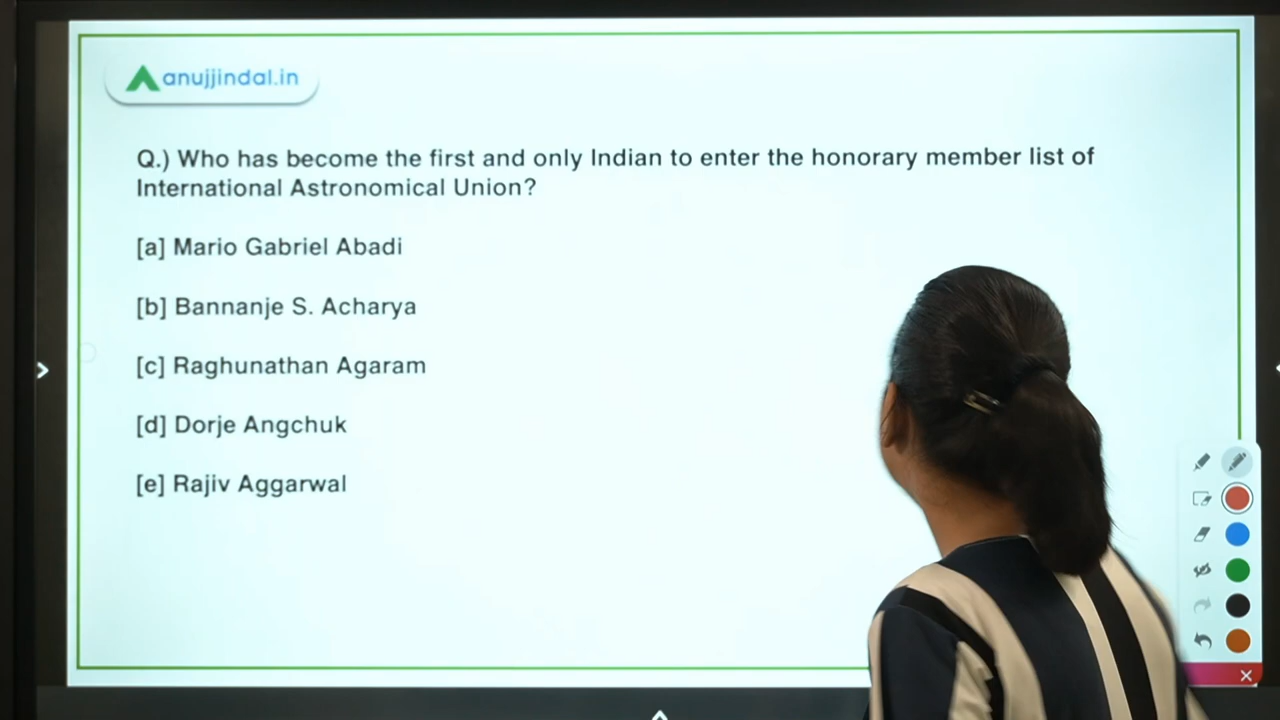 anujjindal.in
Q.) Who has become the first and only Indian to enter the honorary member list of
International Astronomical Union?
[a] Mario Gabriel Abadi
[b] Bannanje S. Acharya
[c] Raghunathan Agaram
[d] Dorje Angchuk
[e] Rajiv Aggarwal